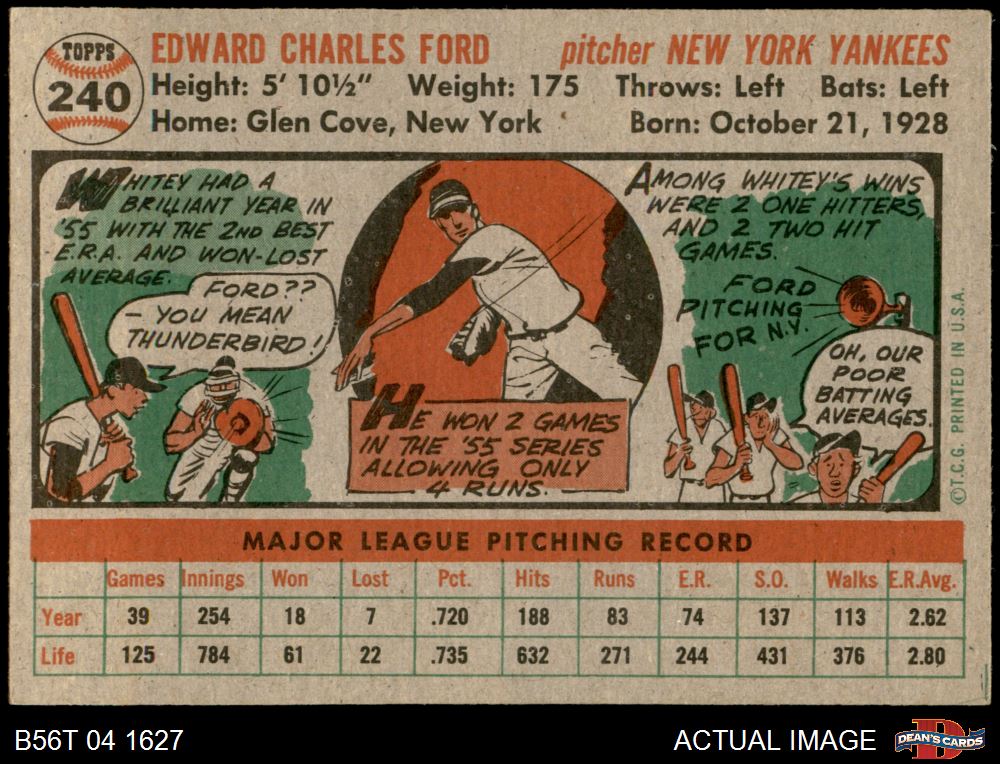 TOPPS
240
EDWARD CHARLES FORD pitcher NEW YORK YANKEES
Height: 5' 10½" Weight: 175 Throws: Left Bats: Left
Home: Glen Cove, New York Born: October 21, 1928
WHITEY HAD A
BRILLIANT YEAR IN
'55 WITH THE 2ND BEST
E.R.A. AND WON-LOST
AVERAGE.
FORD??
- YOU MEAN
THUNDERBIRD!
HE WON 2 GAMES
IN THE '55 SERIES
ALLOWING ONLY
4 RUNS.
AMONG WHITEY'S WINS
WERE 2 ONE HITTERS,
AND 2 TWO HIT
GAMES.
FORD
PITCHING
FOR N.Y.
OH, OUR
POOR
BATTING
AVERAGES.
©T.C.G. PRINTED IN U.S.A.
MAJOR LEAGUE PITCHING RECORD
Games Innings Won Lost Pct. Hits Runs E.R. S.O. Walks E.R.Avg.
Year 39 254 18 7 .720 188 83 74 137 113 2.62
Life 125 784 61 22 .735 632 271 244 431 376 2.80
B56T 04 1627 ACTUAL IMAGE
D
DEAN'S CARDS